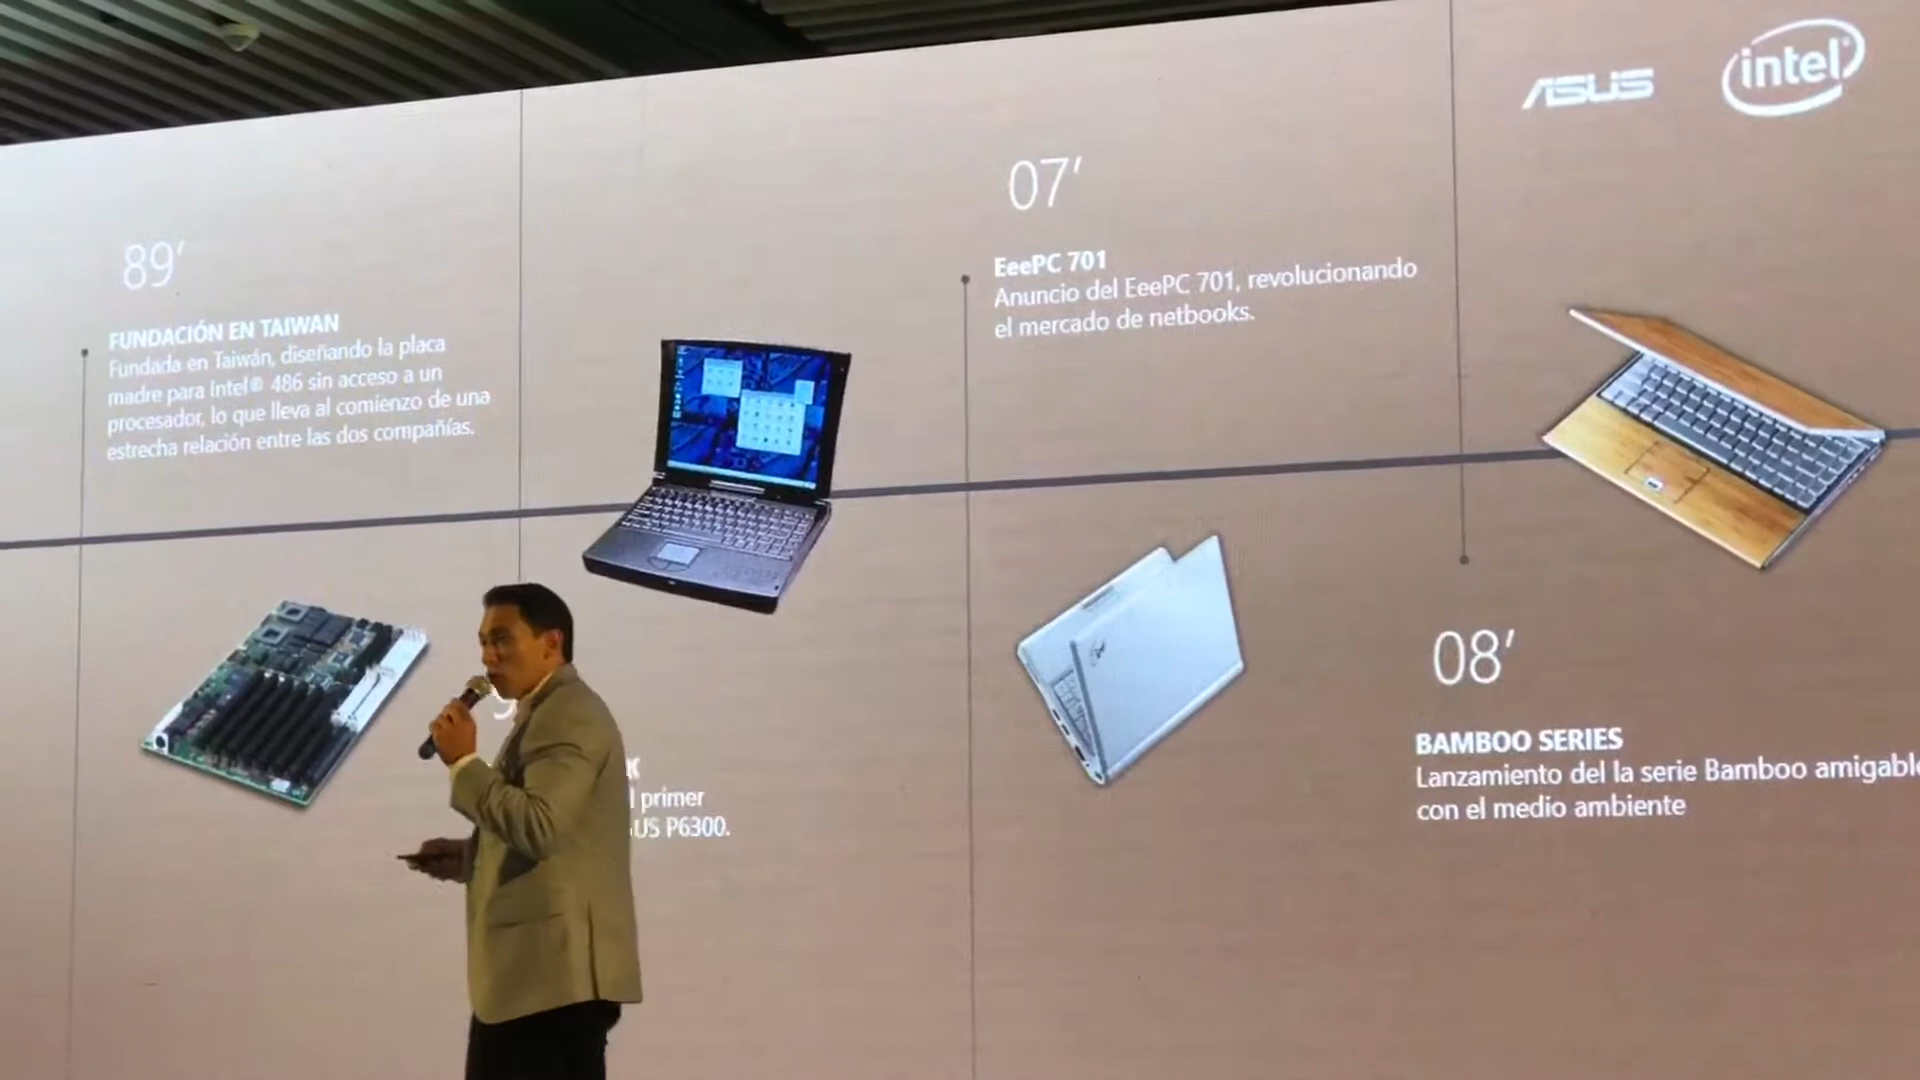 ASUS
intel
89′
FUNDACIÓN EN TAIWAN
Fundada en Taiwán, diseñando la placa
madre para Intel® 486 sin acceso a un
procesador, lo que lleva al comienzo de una
estrecha relación entre las dos compañías.
primer
P6300.
07′
EeePC 701
Anuncio del EeePC 701, revolucionando
el mercado de netbooks.
08′
BAMBOO SERIES
Lanzamiento del la serie Bamboo amigable
con el medio ambiente